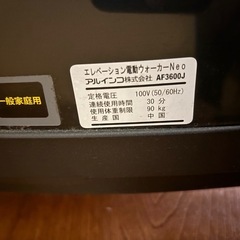 エレベーション電動ウォーカーNeo
アルインコ株式会社 AF3600J
定格電圧 : 100V(50/60Hz)
連続使用時間 : 30分
使用体重制限 : 90kg
生産国 : 中国
一般家庭用